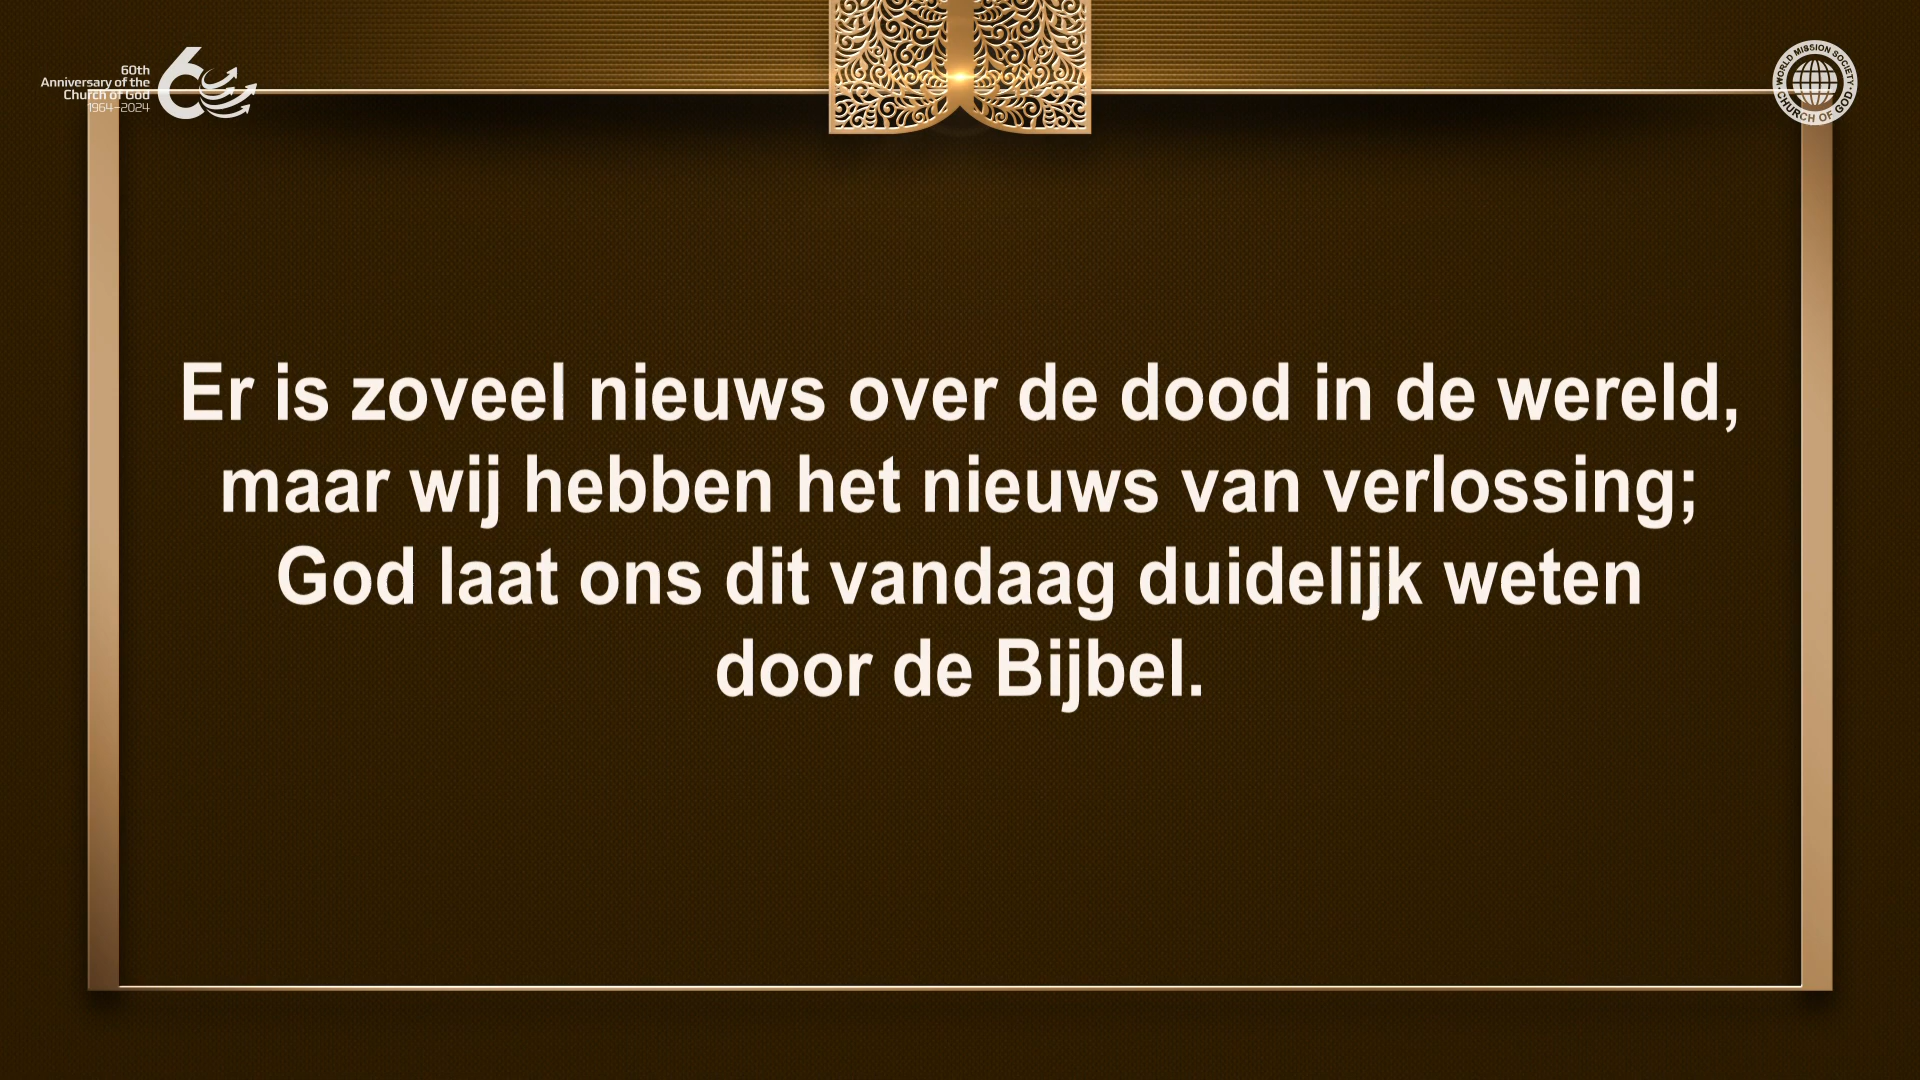 60th
Anniversary of the
Church of God
1964–2024
WORLD MISSION SOCIETY
CHURCH OF GOD
Er is zoveel nieuws over de dood in de wereld,
maar wij hebben het nieuws van verlossing;
God laat ons dit vandaag duidelijk weten
door de Bijbel.